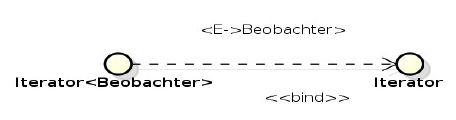 <E->Beobachter>
Iterator<Beobachter>
Iterator
<<bind>>